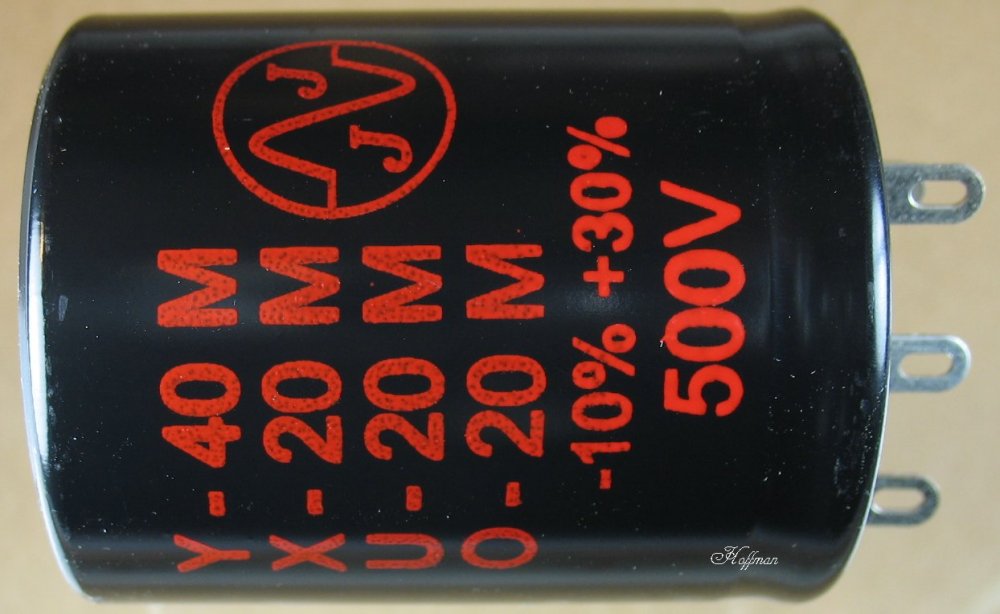 JJ
Y - 40 M
X - 20 M
U - 20 M
O - 20 M
-10% +30%
500V
Hoffman